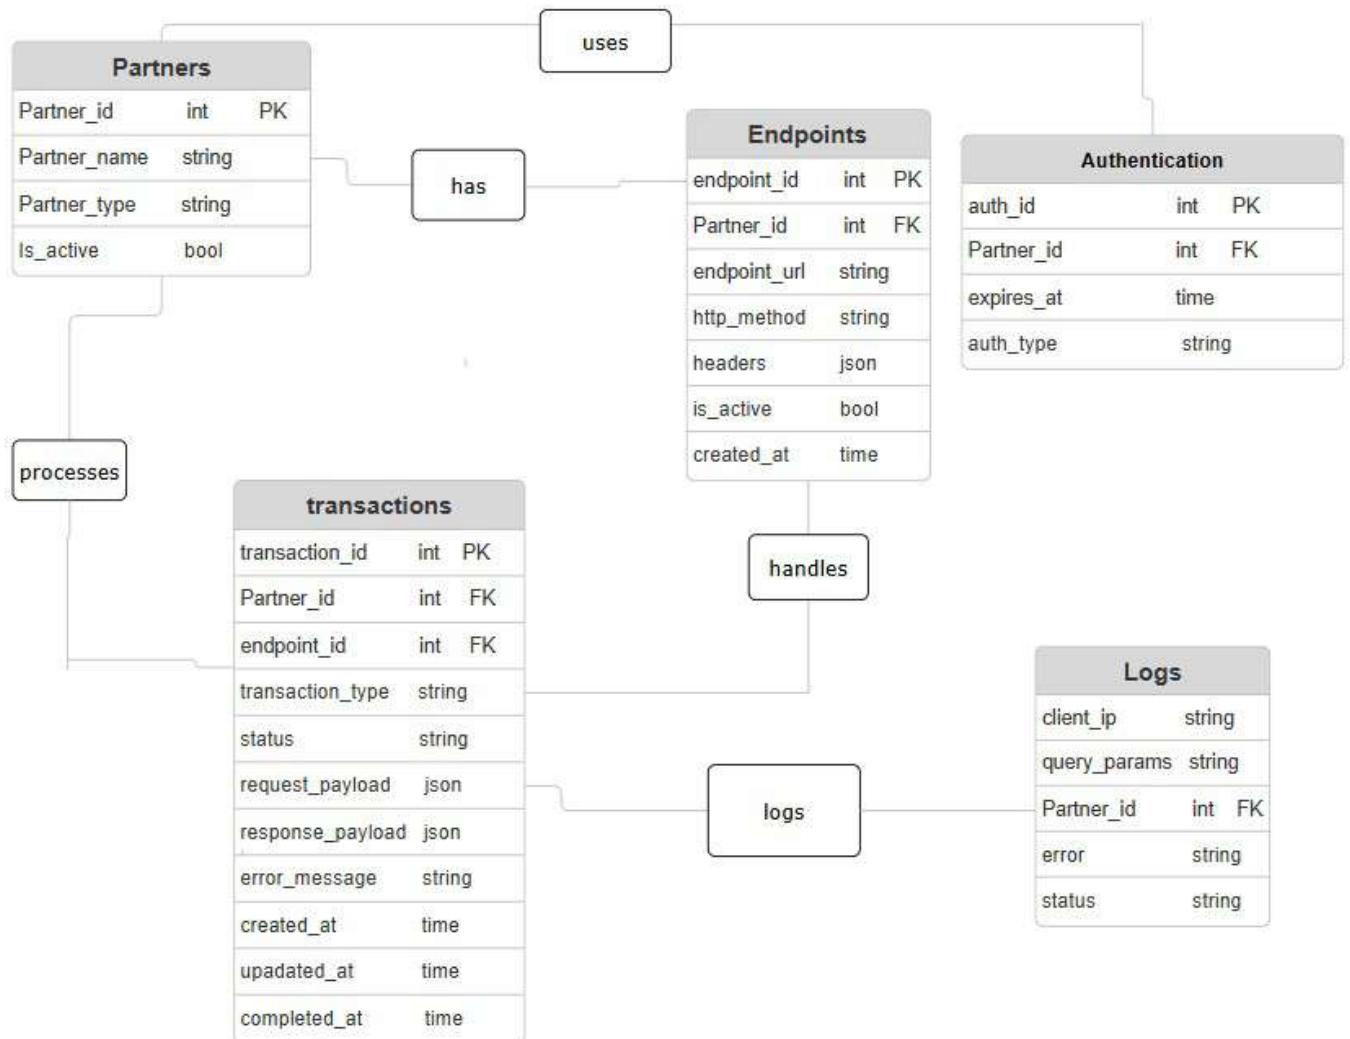 uses
Partners
Partner_id int PK
Partner_name string
Partner_type string
Is_active bool
has
Endpoints
endpoint_id int PK
Partner_id int FK
endpoint_url string
http_method string
headers json
is_active bool
created_at time
Authentication
auth_id int PK
Partner_id int FK
expires_at time
auth_type string
processes
transactions
transaction_id int PK
Partner_id int FK
endpoint_id int FK
transaction_type string
status string
request_payload json
response_payload json
error_message string
created_at time
upadated_at time
completed_at time
handles
logs
Logs
client_ip string
query_params string
Partner_id int FK
error string
status string